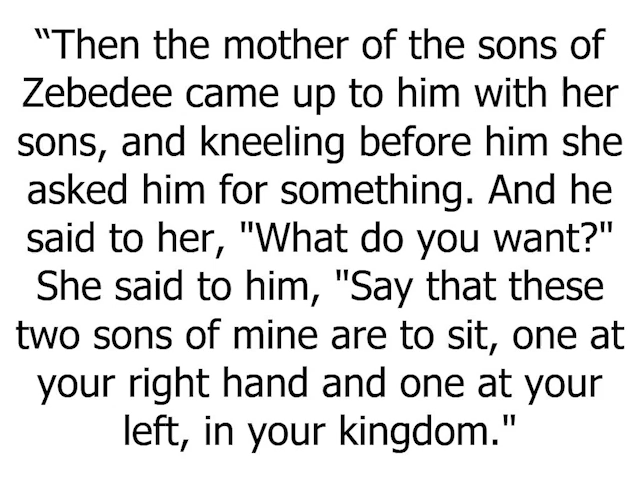 “Then the mother of the sons of
Zebedee came up to him with her
sons, and kneeling before him she
asked him for something. And he
said to her, "What do you want?"
She said to him, "Say that these
two sons of mine are to sit, one at
your right hand and one at your
left, in your kingdom."